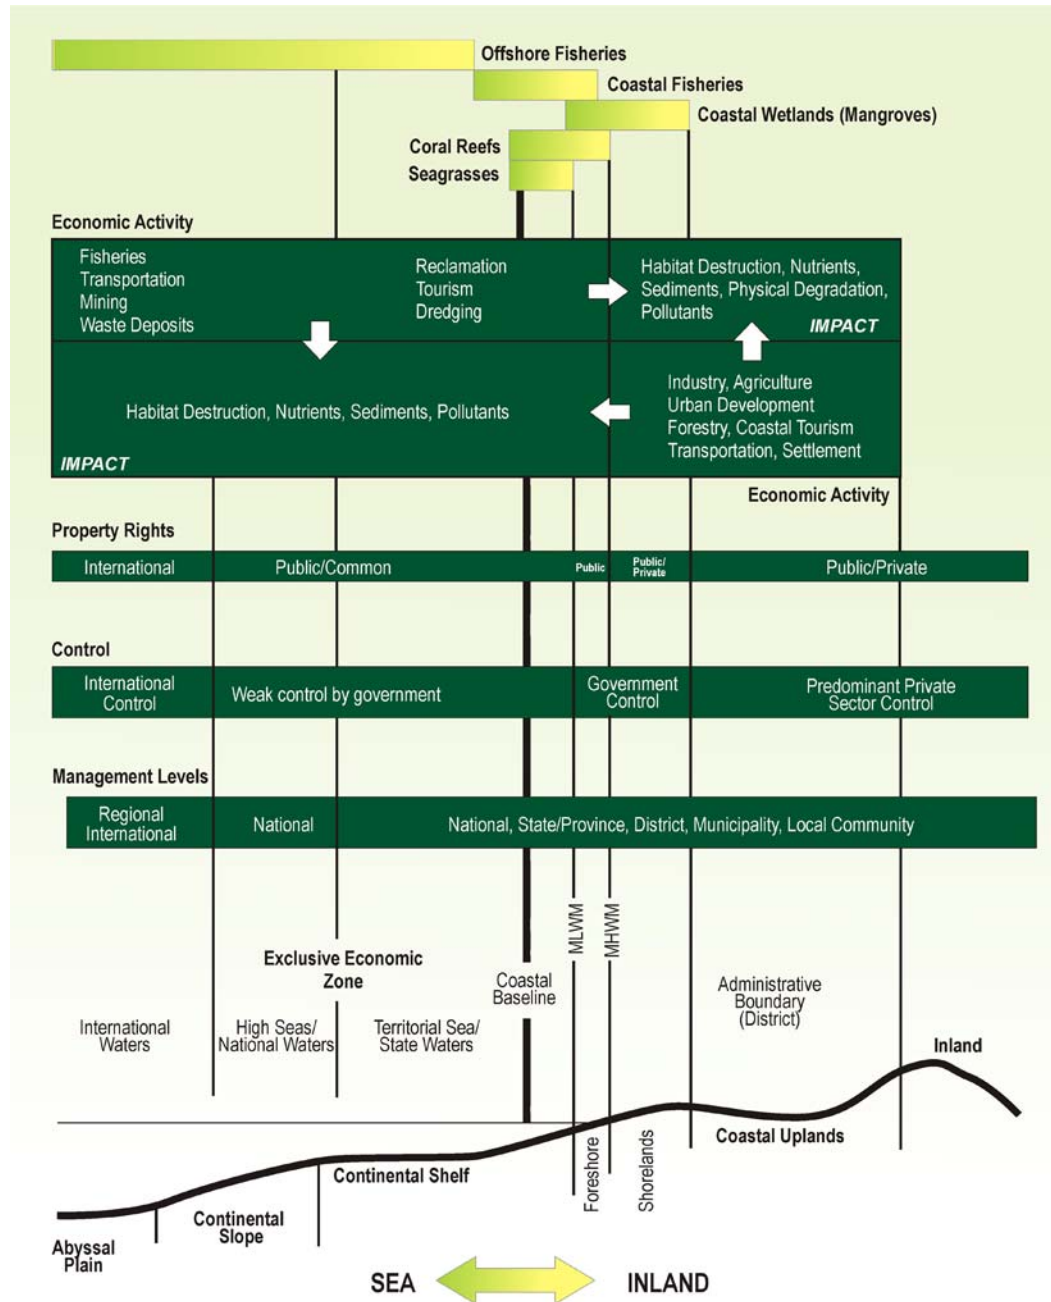 Offshore Fisheries
Coastal Fisheries
Coastal Wetlands (Mangroves)
Coral Reefs
Seagrasses
Economic Activity
Fisheries
Transportation
Mining
Waste Deposits
Reclamation
Tourism
Dredging
Habitat Destruction, Nutrients,
Sediments, Physical Degradation,
Pollutants
IMPACT
Habitat Destruction, Nutrients, Sediments, Pollutants
IMPACT
Industry, Agriculture
Urban Development
Forestry, Coastal Tourism
Transportation, Settlement
Economic Activity
Property Rights
International
Public/Common
Public
Public/
Private
Public/Private
Control
International
Control
Weak control by government
Government
Control
Predominant Private
Sector Control
Management Levels
Regional
International
National
National, State/Province, District, Municipality, Local Community
MLWM
MHWM
Exclusive Economic
Zone
Coastal
Baseline
Administrative
Boundary
(District)
International
Waters
High Seas/
National Waters
Territorial Sea/
State Waters
Inland
Coastal Uplands
Foreshore
Shorelands
Continental Shelf
Continental
Slope
Abyssal
Plain
SEA
INLAND